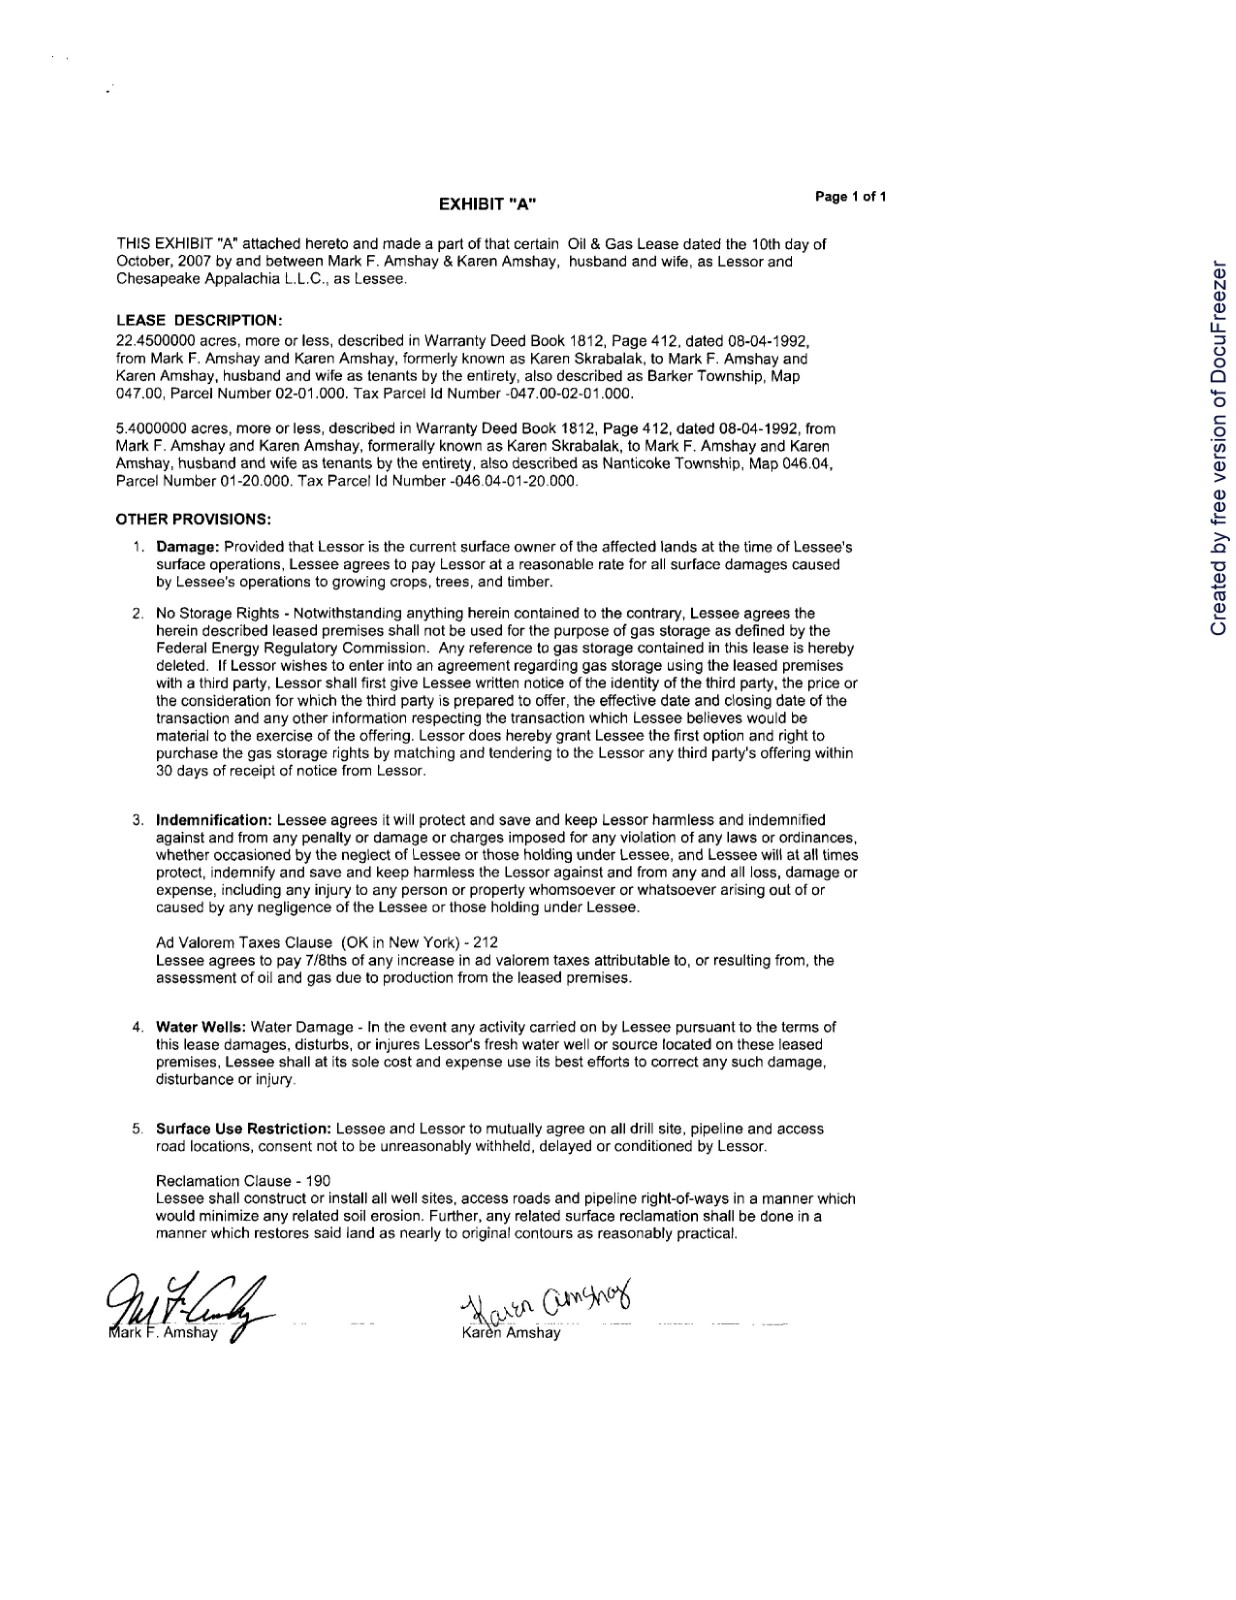 EXHIBIT "A"
Page 1 of 1
THIS EXHIBIT "A" attached hereto and made a part of that certain Oil & Gas Lease dated the 10th day of
October, 2007 by and between Mark F. Amshay & Karen Amshay, husband and wife, as Lessor and
Chesapeake Appalachia L.L.C., as Lessee.
LEASE DESCRIPTION:
22.4500000 acres, more or less, described in Warranty Deed Book 1812, Page 412, dated 08-04-1992,
from Mark F. Amshay and Karen Amshay, formerly known as Karen Skrabalak, to Mark F. Amshay and
Karen Amshay, husband and wife as tenants by the entirety, also described as Barker Township, Map
047.00, Parcel Number 02-01.000. Tax Parcel Id Number -047.00-02-01.000.
5.4000000 acres, more or less, described in Warranty Deed Book 1812, Page 412, dated 08-04-1992, from
Mark F. Amshay and Karen Amshay, formerally known as Karen Skrabalak, to Mark F. Amshay and Karen
Amshay, husband and wife as tenants by the entirety, also described as Nanticoke Township, Map 046.04,
Parcel Number 01-20.000. Tax Parcel Id Number -046.04-01-20.000.
OTHER PROVISIONS:
1. Damage: Provided that Lessor is the current surface owner of the affected lands at the time of Lessee's
surface operations, Lessee agrees to pay Lessor at a reasonable rate for all surface damages caused
by Lessee's operations to growing crops, trees, and timber.
2. No Storage Rights - Notwithstanding anything herein contained to the contrary, Lessee agrees the
herein described leased premises shall not be used for the purpose of gas storage as defined by the
Federal Energy Regulatory Commission. Any reference to gas storage contained in this lease is hereby
deleted. If Lessor wishes to enter into an agreement regarding gas storage using the leased premises
with a third party, Lessor shall first give Lessee written notice of the identity of the third party, the price or
the consideration for which the third party is prepared to offer, the effective date and closing date of the
transaction and any other information respecting the transaction which Lessee believes would be
material to the exercise of the offering. Lessor does hereby grant Lessee the first option and right to
purchase the gas storage rights by matching and tendering to the Lessor any third party's offering within
30 days of receipt of notice from Lessor.
3. Indemnification: Lessee agrees it will protect and save and keep Lessor harmless and indemnified
against and from any penalty or damage or charges imposed for any violation of any laws or ordinances,
whether occasioned by the neglect of Lessee or those holding under Lessee, and Lessee will at all times
protect, indemnify and save and keep harmless the Lessor against and from any and all loss, damage or
expense, including any injury to any person or property whomsoever or whatsoever arising out of or
caused by any negligence of the Lessee or those holding under Lessee.
Ad Valorem Taxes Clause (OK in New York) - 212
Lessee agrees to pay 7/8ths of any increase in ad valorem taxes attributable to, or resulting from, the
assessment of oil and gas due to production from the leased premises.
4. Water Wells: Water Damage - In the event any activity carried on by Lessee pursuant to the terms of
this lease damages, disturbs, or injures Lessor's fresh water well or source located on these leased
premises, Lessee shall at its sole cost and expense use its best efforts to correct any such damage,
disturbance or injury.
5. Surface Use Restriction: Lessee and Lessor to mutually agree on all drill site, pipeline and access
road locations, consent not to be unreasonably withheld, delayed or conditioned by Lessor.
Reclamation Clause - 190
Lessee shall construct or install all well sites, access roads and pipeline right-of-ways in a manner which
would minimize any related soil erosion. Further, any related surface reclamation shall be done in a
manner which restores said land as nearly to original contours as reasonably practical.
Karen Amshay
Mark F. Amshay
Karen Amshay
Created by free version of DocuFreezer